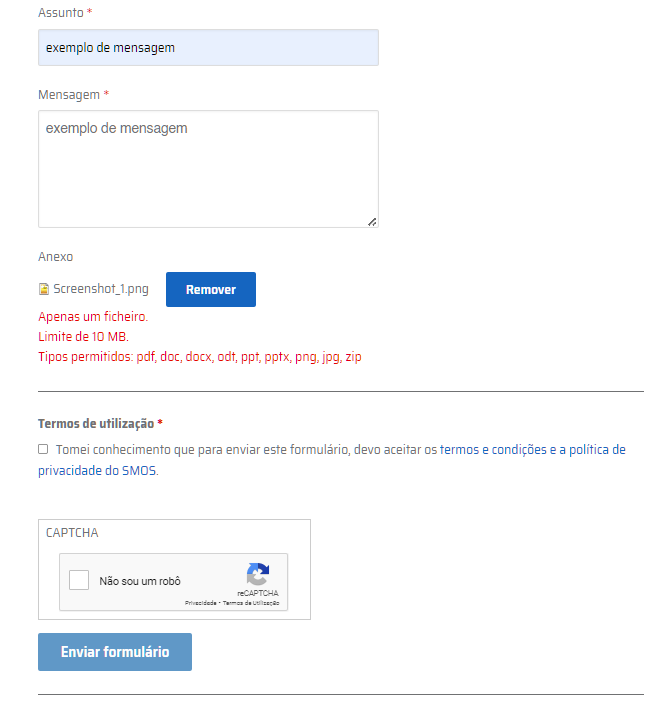 Assunto *
exemplo de mensagem
Mensagem *
exemplo de mensagem
Anexo
Screenshot_1.png
Remover
Apenas um ficheiro.
Limite de 10 MB.
Tipos permitidos: pdf, doc, docx, odt, ppt, pptx, png, jpg, zip
Termos de utilização *
Tomei conhecimento que para enviar este formulário, devo aceitar os termos e condições e a política de
privacidade do SMOS.
CAPTCHA
Não sou um robô
reCAPTCHA
Privacidade - Termos de Utilização
Enviar formulário